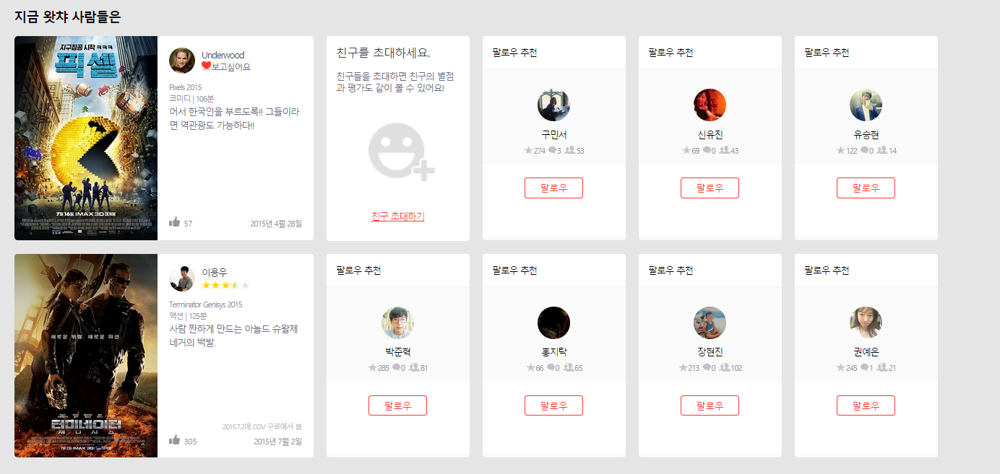 지금 왓챠 사람들은
지구침공 시작 ㅋㅋㅋ
픽셀
7월 16일, IMAX 3D 대개봉
Underwood
보고싶어요
Pixels 2015
코미디 | 106분
어서 한국인을 부르도록!! 그들이라
면 역관광도 가능하다!!
57
2015년 4월 28일
친구를 초대하세요.
친구들을 초대하면 친구의 별점
과 평가도 같이 볼 수 있어요!
친구 초대하기
팔로우 추천
구민서
274 3 53
팔로우
팔로우 추천
신유진
69 0 43
팔로우
팔로우 추천
유승현
122 0 14
팔로우
새로운 위협. 새로운 미션.
터미네이터
제니시스
7월 2일 IMAX 3D 대개봉
이용우
Terminator Genisys 2015
액션 | 125분
사람 짠하게 만드는 아놀드 슈왈제
네거의 백발.
2015.7.2에 CGV 구로에서 봄
305
2015년 7월 2일
팔로우 추천
박준혁
285 0 81
팔로우
팔로우 추천
홍지탁
66 0 65
팔로우
팔로우 추천
장현진
213 0 102
팔로우
팔로우 추천
권예은
245 1 21
팔로우